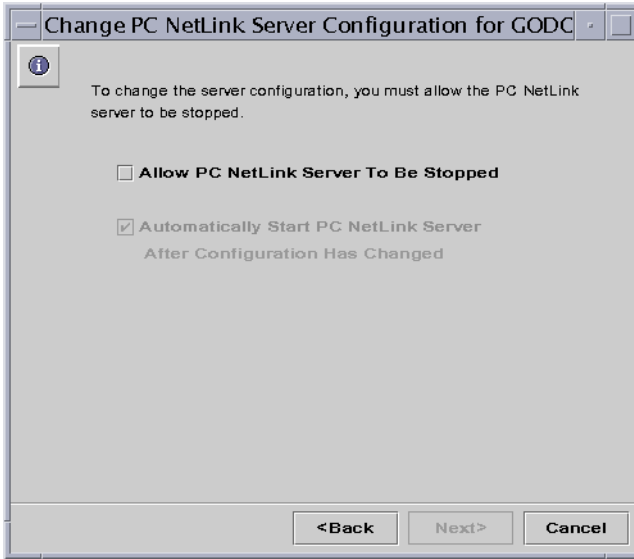 Change PC NetLink Server Configuration for GODC
To change the server configuration, you must allow the PC NetLink
server to be stopped.
Allow PC NetLink Server To Be Stopped
Automatically Start PC NetLink Server
After Configuration Has Changed
<Back
Next>
Cancel